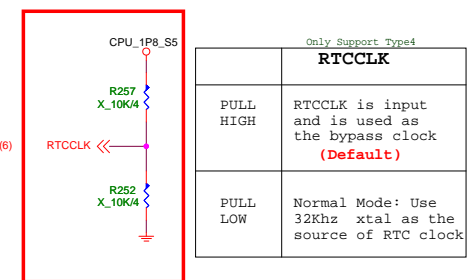 CPU_1P8_S5
R257
X_10K/4
(6)
RTCCLK
R252
X_10K/4
Only Support Type4
RTCCLK
PULL
HIGH
RTCCLK is input
and is used as
the bypass clock
(Default)
PULL
LOW
Normal Mode: Use
32Khz xtal as the
source of RTC clock